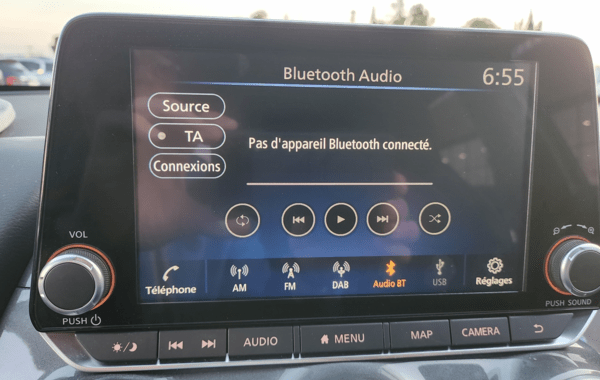 Bluetooth Audio 6:55
Source
TA
Connexions
Pas d'appareil Bluetooth connecté.
VOL
PUSH
Téléphone
AM
FM
DAB
Audio BT
USB
Réglages
PUSH SOUND
AUDIO
MENU
MAP
CAMERA